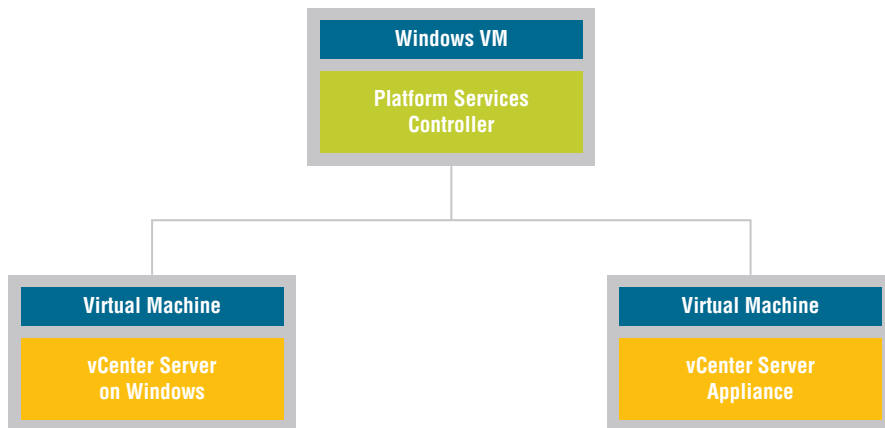 Windows VM
Platform Services
Controller
Virtual Machine
vCenter Server
on Windows
Virtual Machine
vCenter Server
Appliance